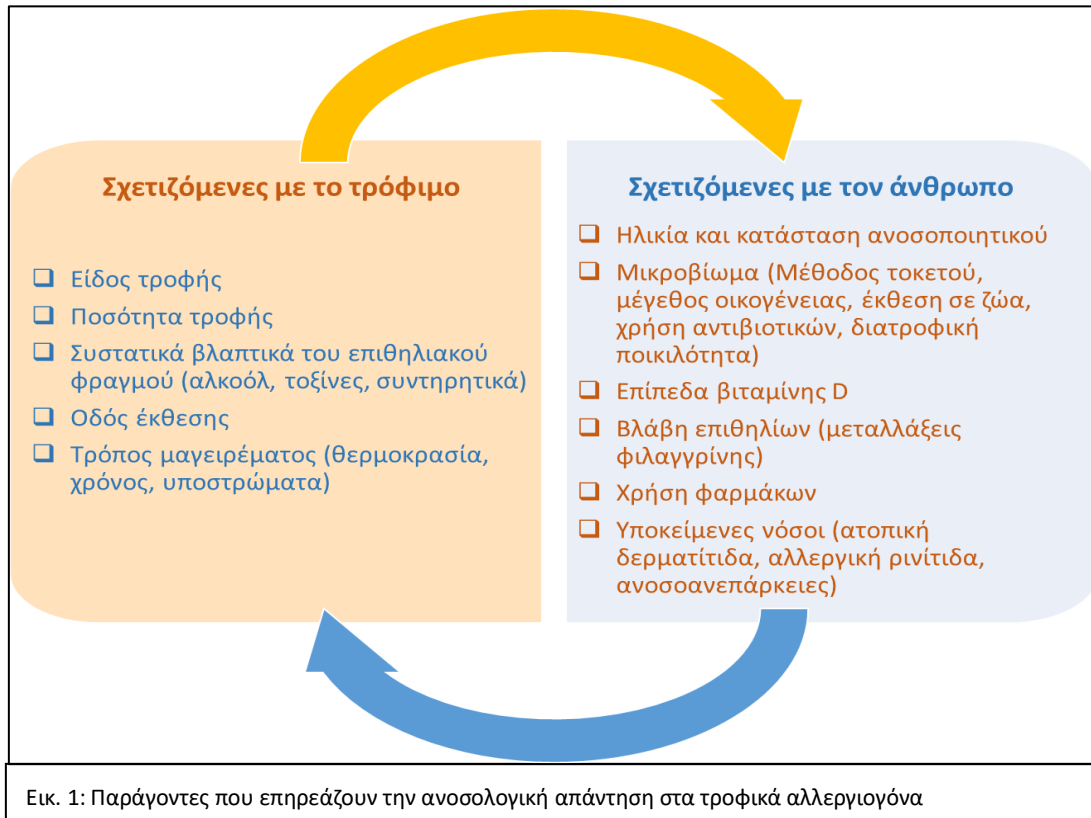 Σχετιζόμενες με το τρόφιμο
❑ Είδος τροφής
❑ Ποσότητα τροφής
❑ Συστατικά βλαπτικά του επιθηλιακού
φραγμού (αλκοόλ, τοξίνες, συντηρητικά)
❑ Οδός έκθεσης
❑ Τρόπος μαγειρέματος (θερμοκρασία,
χρόνος, υποστρώματα)
Σχετιζόμενες με τον άνθρωπο
❑ Ηλικία και κατάσταση ανοσοποιητικού
❑ Μικροβίωμα (Μέθοδος τοκετού,
μέγεθος οικογένειας, έκθεση σε ζώα,
χρήση αντιβιοτικών, διατροφική
ποικιλότητα)
❑ Επίπεδα βιταμίνης D
❑ Βλάβη επιθηλίων (μεταλλάξεις
φιλαγγρίνης)
❑ Χρήση φαρμάκων
❑ Υποκείμενες νόσοι (ατοπική
δερματίτιδα, αλλεργική ρινίτιδα,
ανοσοανεπάρκειες)
Εικ. 1: Παράγοντες που επηρεάζουν την ανοσολογική απάντηση στα τροφικά αλλεργιογόνα